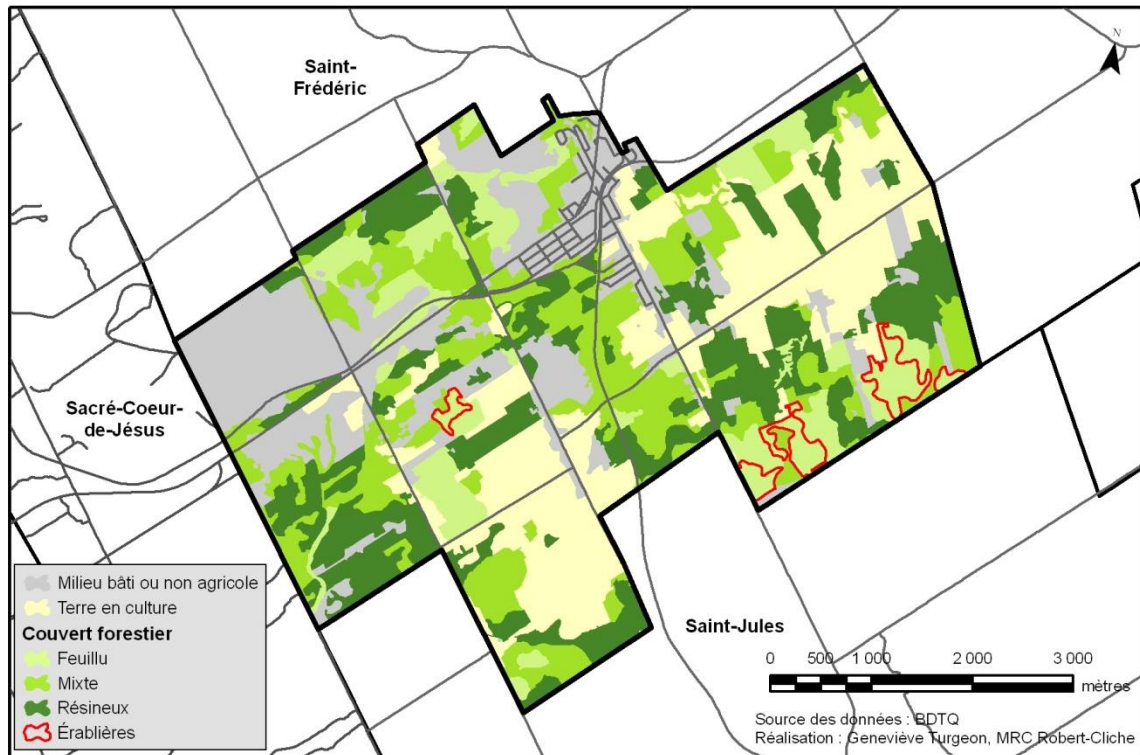 N
Saint-
Frédéric
Sacré-Coeur-
de-Jésus
Saint-Jules
Milieu bâti ou non agricole
Terre en culture
Couvert forestier
Feuillu
Mixte
Résineux
Érablières
0 500 1 000 2 000 3 000
mètres
Source des données : BDTQ
Réalisation : Geneviève Turgeon, MRC Robert-Cliche